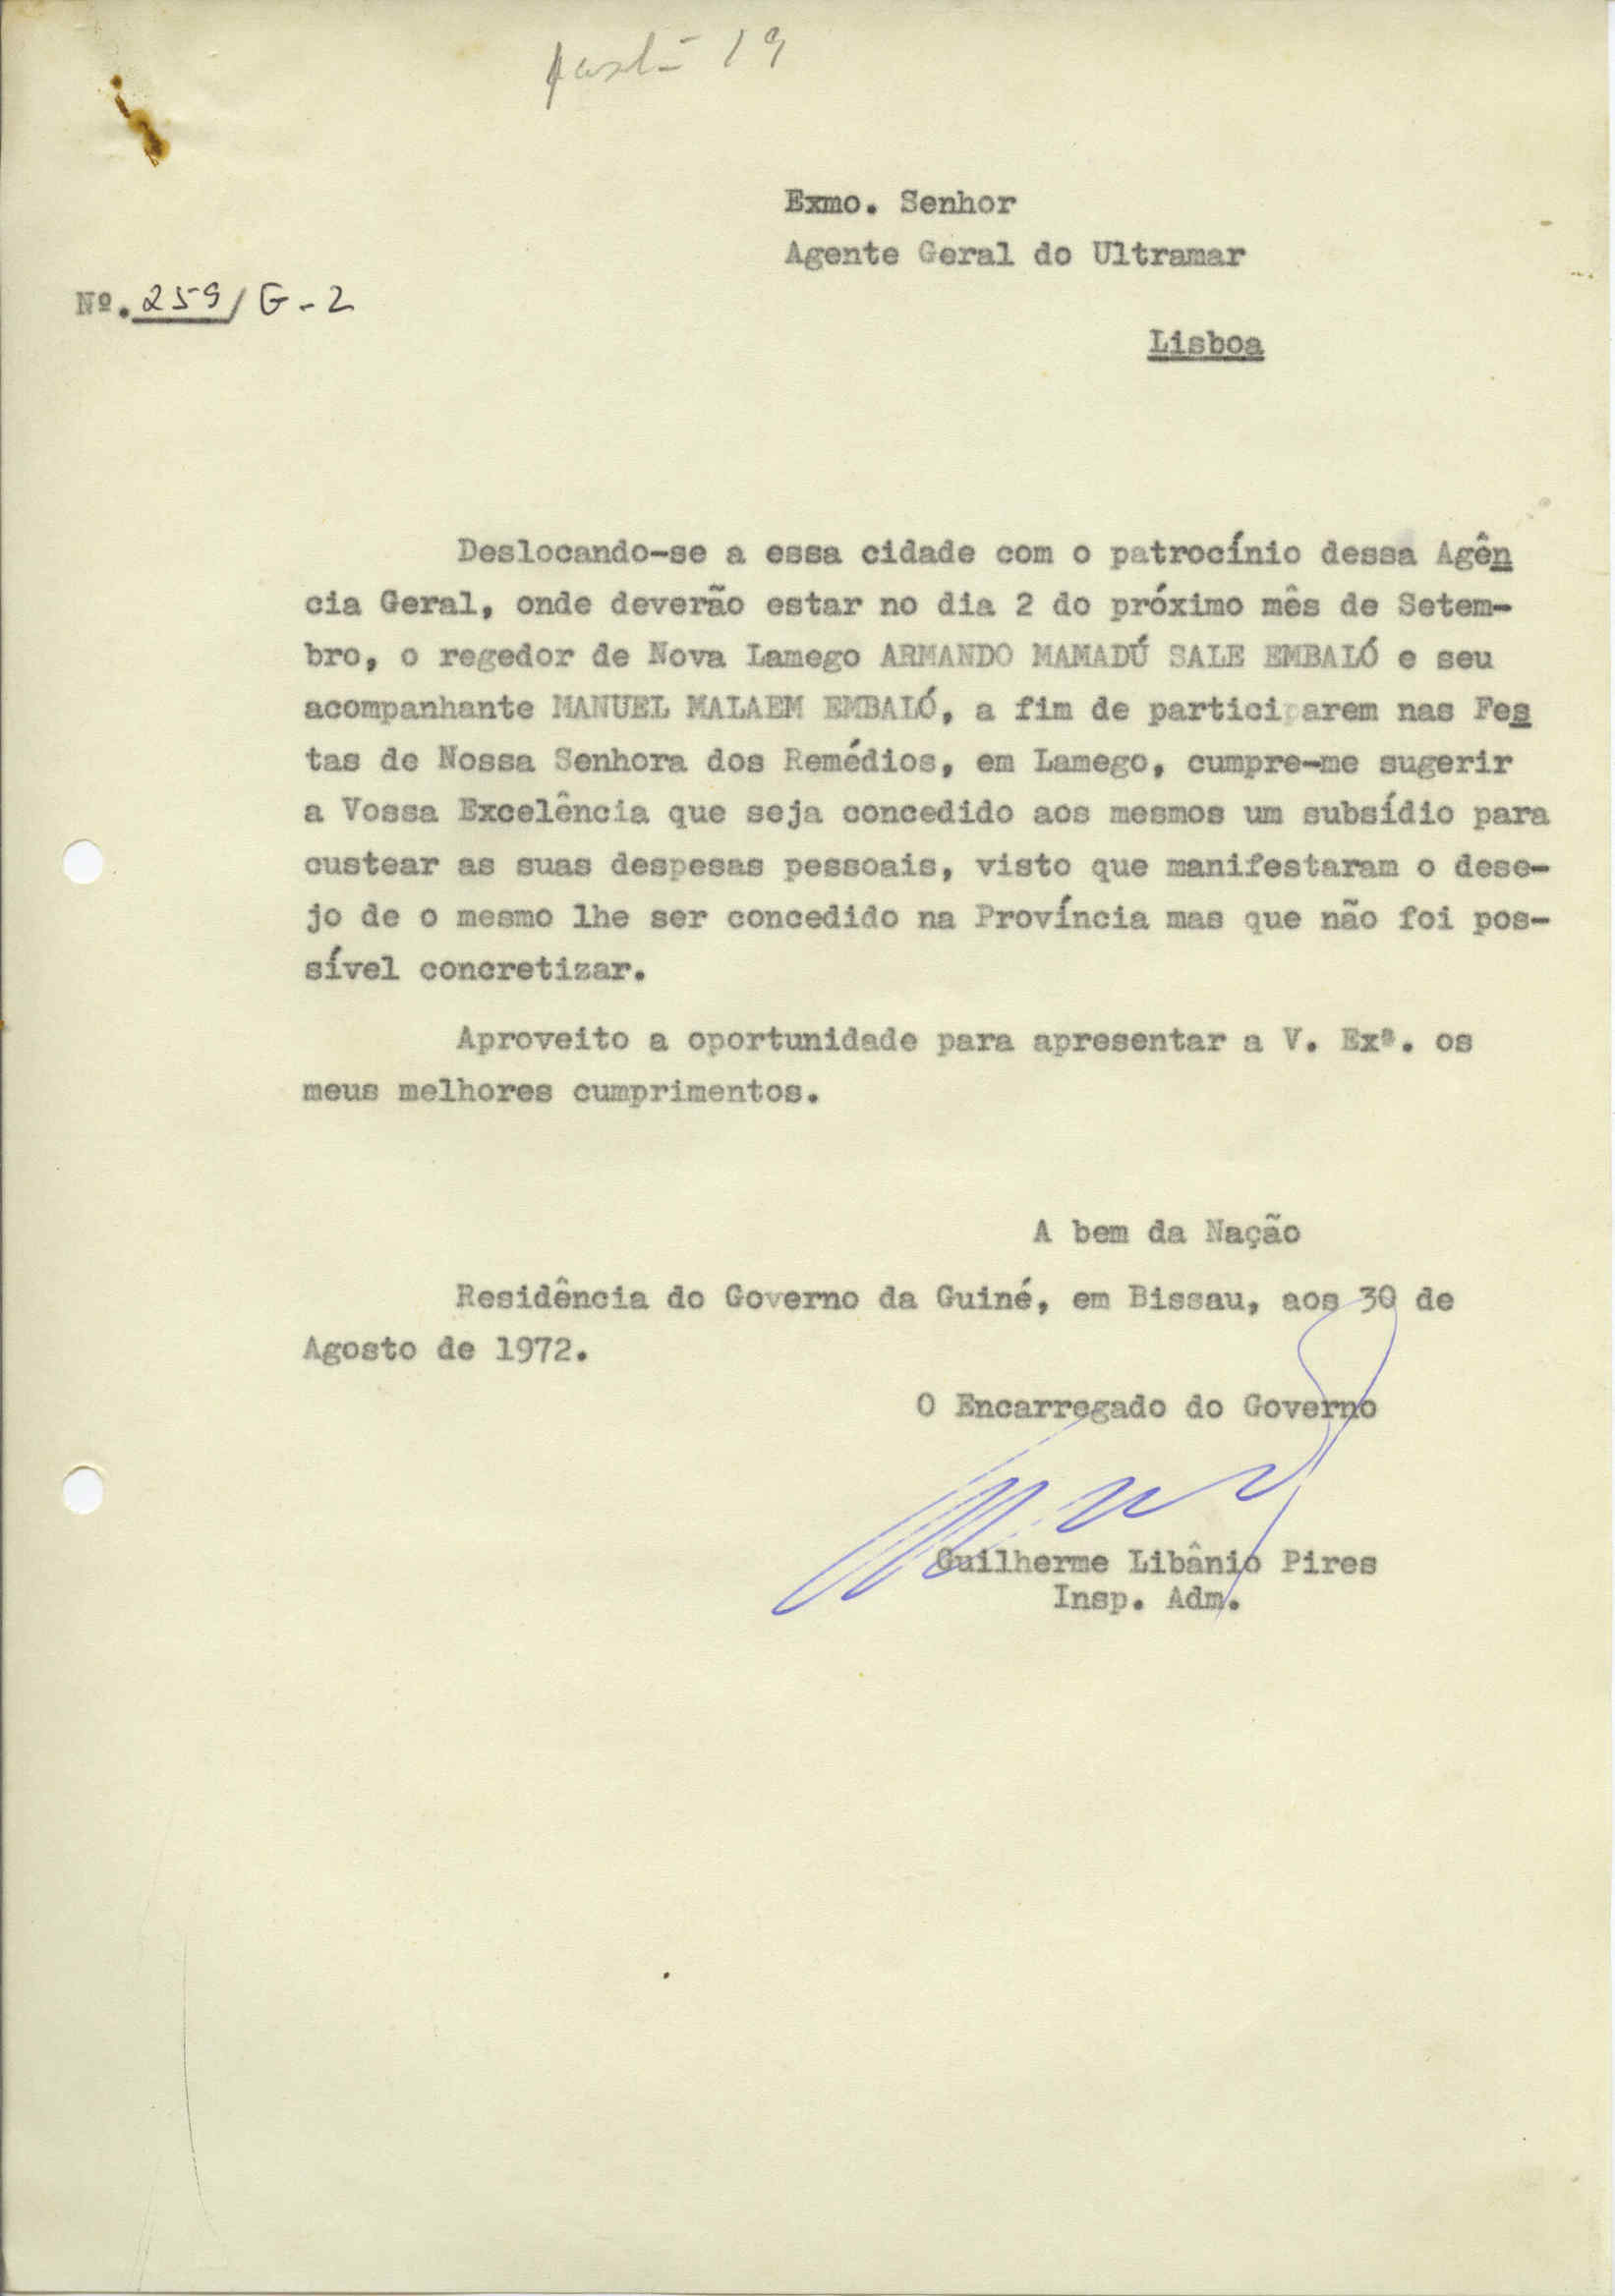 19
Exmo. Senhor
Agente Geral do Ultramar
Nº. 259/G-2
Lisboa
Deslocando-se a essa cidade com o patrocínio dessa Agên
cia Geral, onde deverão estar no dia 2 do próximo mês de Setem-
bro, o regedor de Nova Lamego ARMANDO MAMADÚ SALE EMBALÓ e seu
acompanhante MANUEL MALAEM EMBALÓ, a fim de participarem nas Fes
tas de Nossa Senhora dos Remédios, em Lamego, cumpre-me sugerir
a Vossa Excelência que seja concedido aos mesmos um subsídio para
custear as suas despesas pessoais, visto que manifestaram o dese-
jo de o mesmo lhe ser concedido na Província mas que não foi pos-
sível concretizar.
Aproveito a oportunidade para apresentar a V. Exª. os
meus melhores cumprimentos.
A bem da Nação
Residência do Governo da Guiné, em Bissau, aos 30 de
Agosto de 1972.
O Encarregado do Governo
Guilherme Libânio Pires
Insp. Adm.